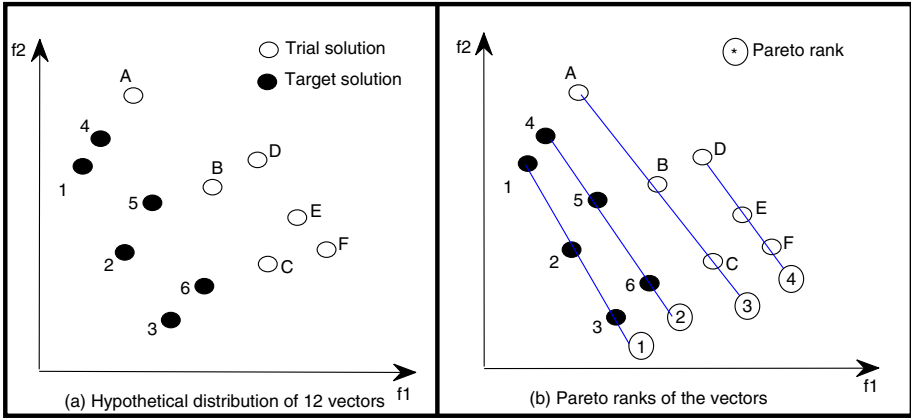 f2
Trial solution
Target solution
A
4
1
D
B
5
E
F
2
C
6
3
f1
(a) Hypothetical distribution of 12 vectors
f2
* Pareto rank
A
4
D
1
B
5
E
F
2
C
6
4
3
3
2
1
f1
(b) Pareto ranks of the vectors